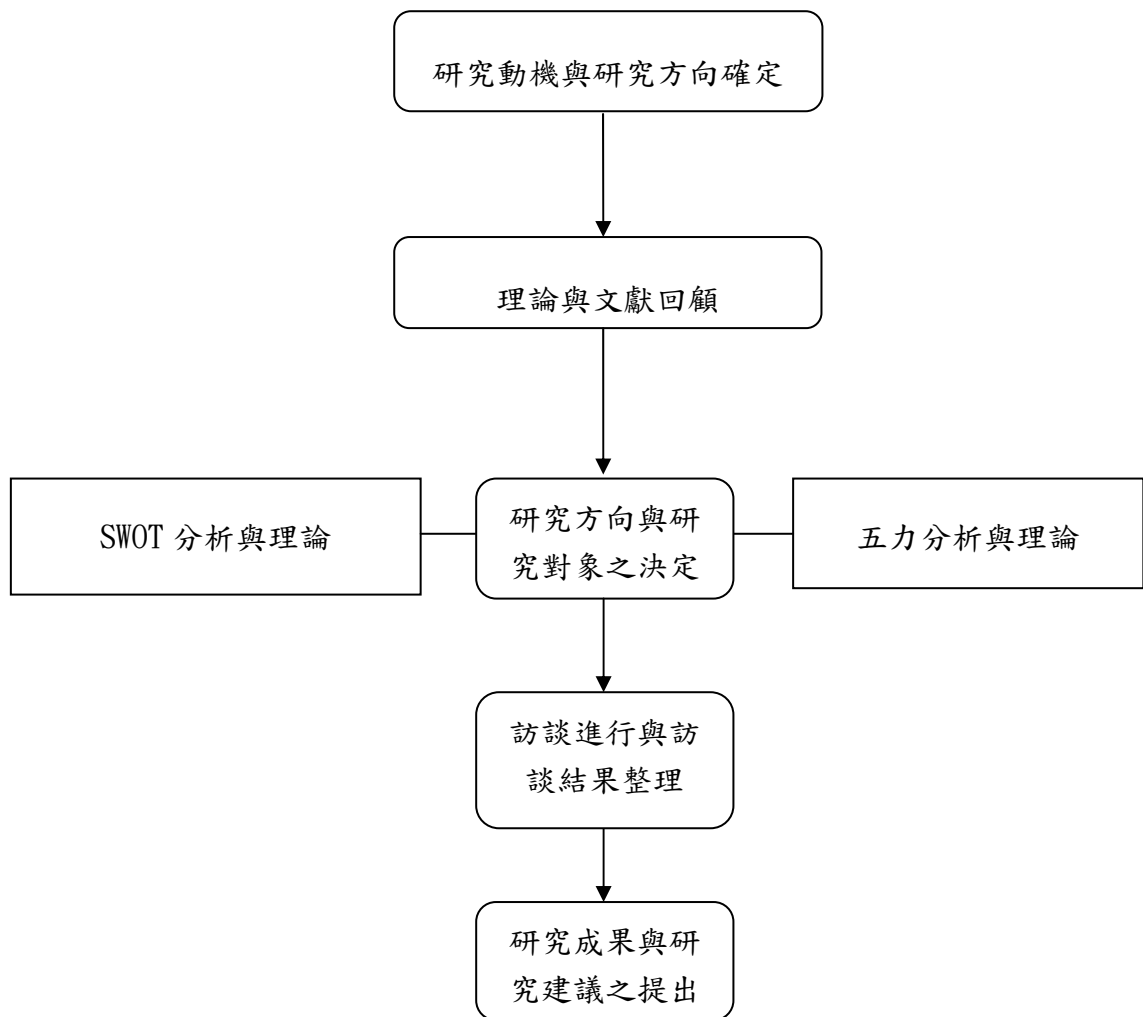 研究動機與研究方向確定
理論與文獻回顧
SWOT 分析與理論
研究方向與研
究對象之決定
五力分析與理論
訪談進行與訪
談結果整理
研究成果與研
究建議之提出